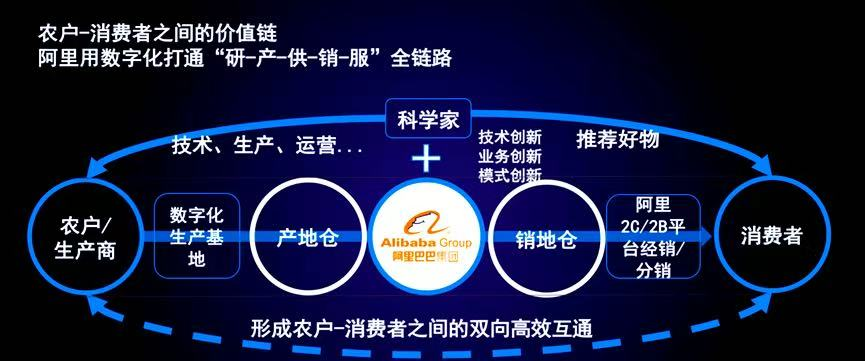 农户-消费者之间的价值链
阿里用数字化打通“研-产-供-销-服”全链路
科学家
技术、生产、运营...
+
技术创新
业务创新
模式创新
推荐好物
农户/
生产商
数字化
生产基
地
产地仓
Alibaba Group
阿里巴巴集团
销地仓
阿里
2C/2B平
台经销/
分销
消费者
形成农户-消费者之间的双向高效互通